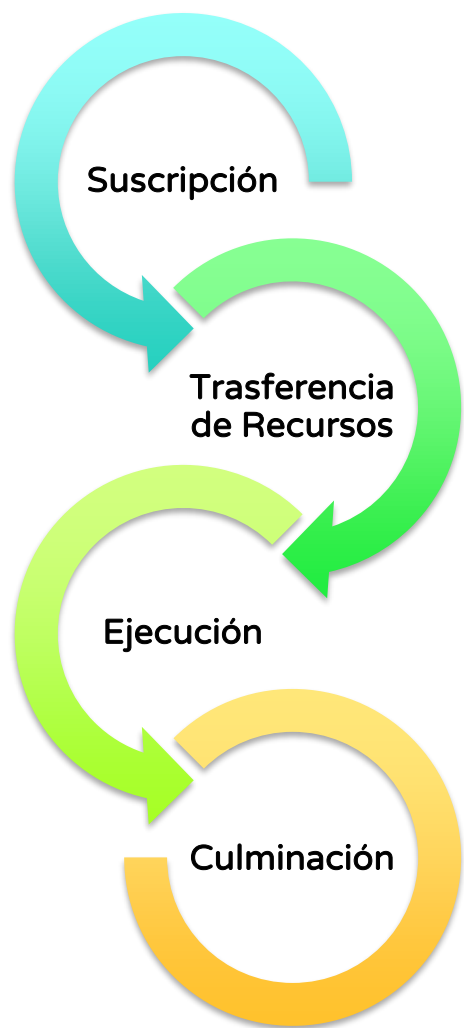 Suscripción
Trasferencia
de Recursos
Ejecución
Culminación